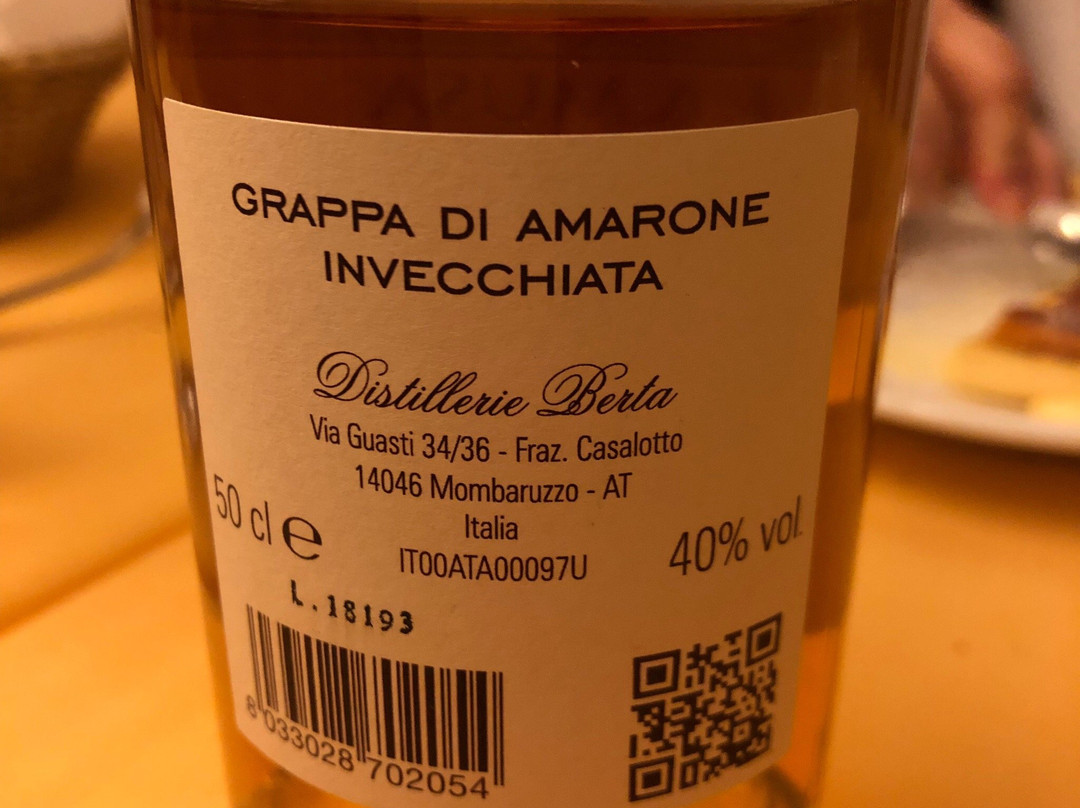 GRAPPA DI AMARONE
INVECCHIATA
Distillerie Berta
Via Guasti 34/36 - Fraz. Casalotto
14046 Mombaruzzo - AT
Italia
IT00ATA00097U
50 cl e
40% vol.
L.18193
8 033028 702054